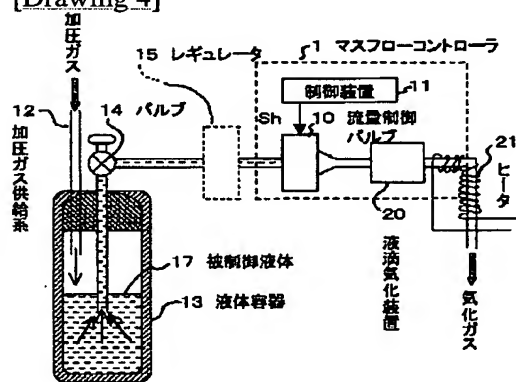 [Drawing 4]
加圧ガス
15 レギュレータ
1 マスフローコントローラ
制御装置
11
12
14 バルブ
Sh
10 流量制御
バルブ
21
ヒータ
加圧ガス供給系
20
液滴気化装置
17 被制御液体
13 液体容器
気化ガス